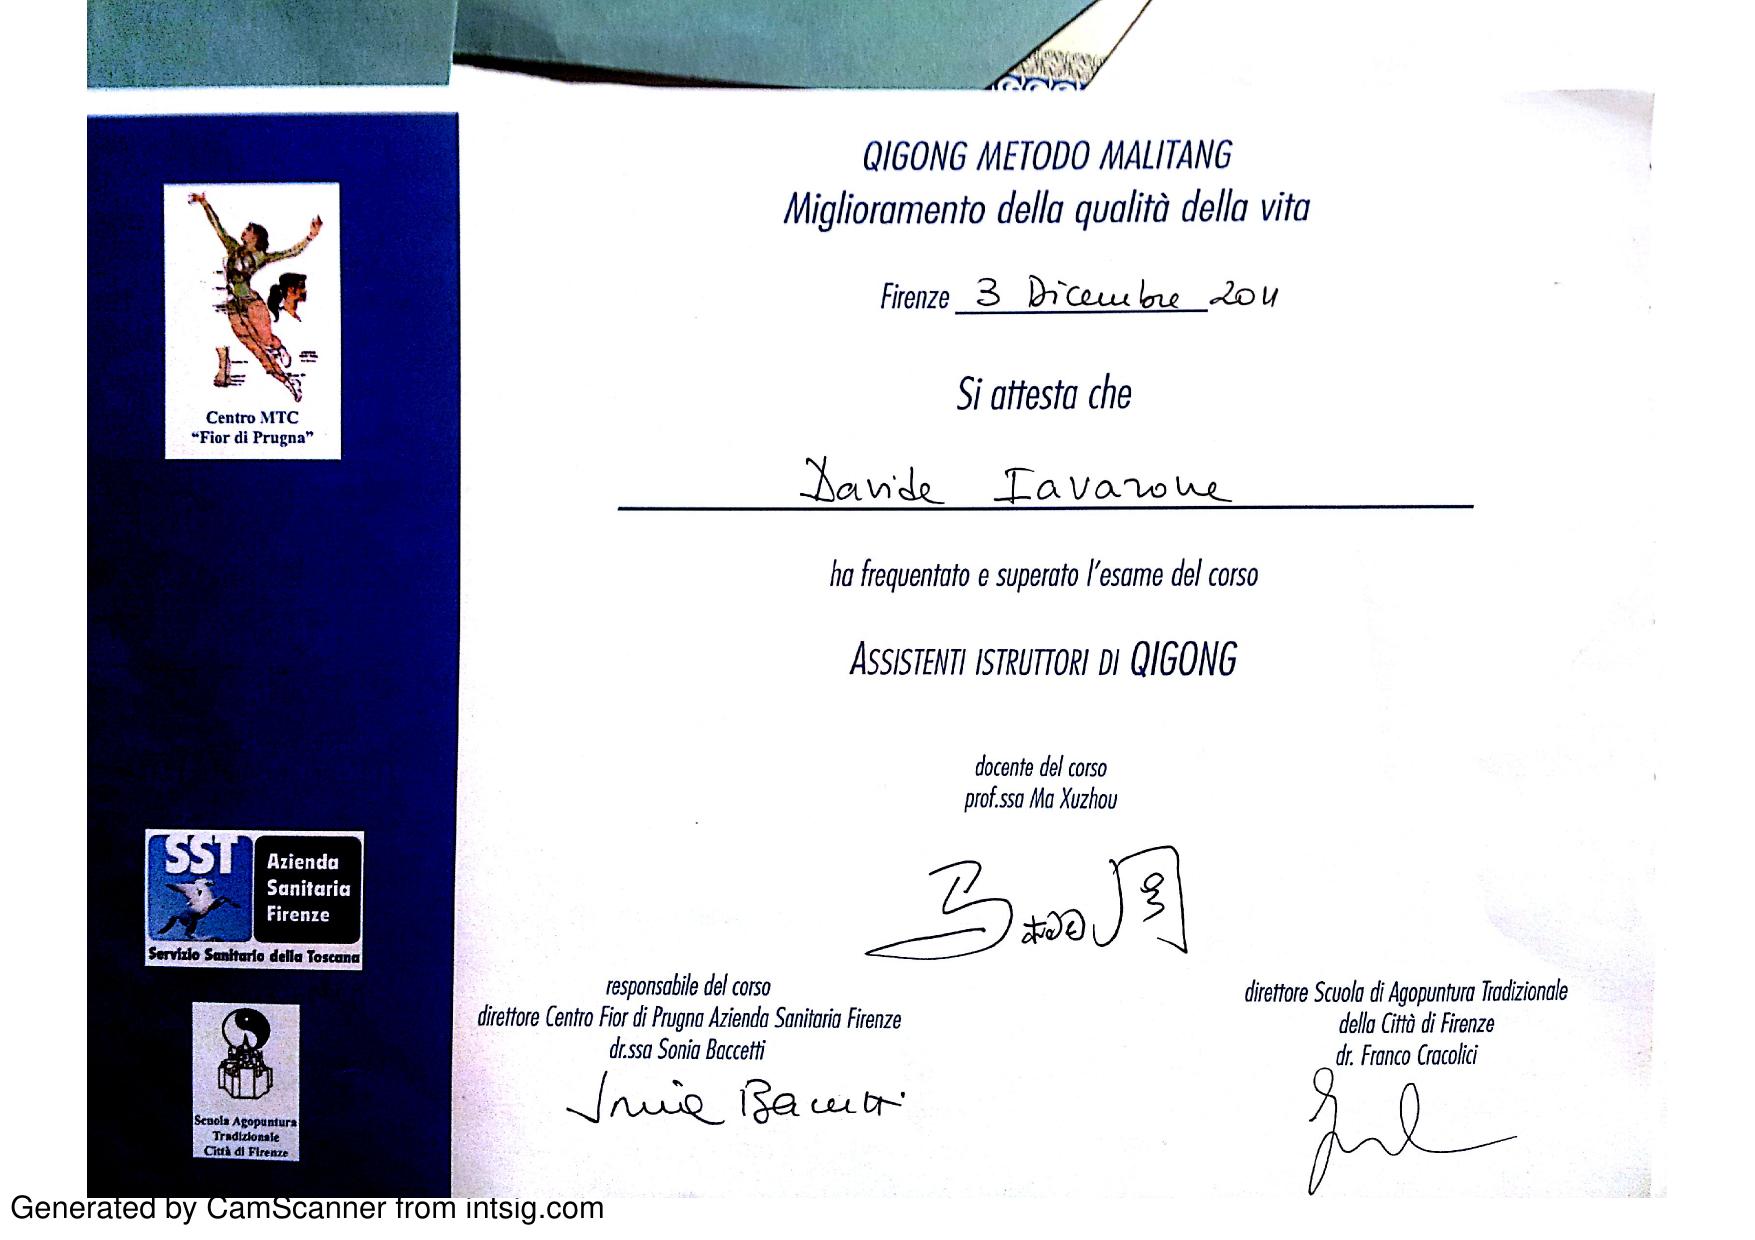 QIGONG METODO MALITANG
Miglioramento della qualità della vita
Firenze 3 Dicembre 2011
Si attesta che
Davide Iavarone
ha frequentato e superato l'esame del corso
ASSISTENTI ISTRUTTORI DI QIGONG
docente del corso
prof.ssa Ma Xuzhou
responsabile del corso
direttore Centro Fior di Prugna Azienda Sanitaria Firenze
dr.ssa Sonia Baccetti
Sonia Baccetti
direttore Scuola di Agopuntura Tradizionale
della Città di Firenze
dr. Franco Cracolici
Centro MTC
"Fior di Prugna"
SST Azienda
Sanitaria
Firenze
Servizio Sanitario della Toscana
Scuola Agopuntura
Tradizionale
Città di Firenze
Generated by CamScanner from intsig.com